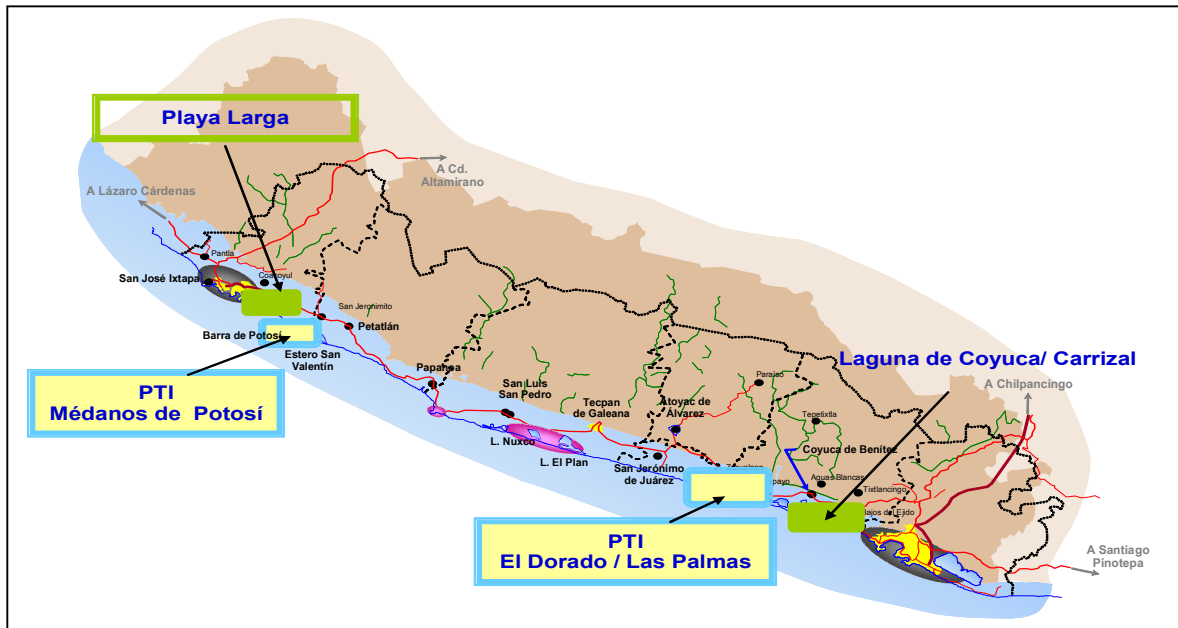 Playa Larga
A Cd.
Altamirano
A Lázaro Cárdenas
Pantla
San José Ixtapa
Coacoyul
San Jeronimito
Barra de Potosí
Petatlán
Estero San
Valentín
Laguna de Coyuca/ Carrizal
PTI
Médanos de Potosí
Papanoa
San Luis
San Pedro
Tecpan
de Galeana
Paraíso
Atoyac de
Álvarez
Tepetixtla
A Chilpancingo
L. Nuxco
L. El Plan
San Jerónimo
de Juárez
Coyuca de Benítez
Aguas Blancas
Tixtlancingo
PTI
El Dorado / Las Palmas
A Santiago
Pinotepa